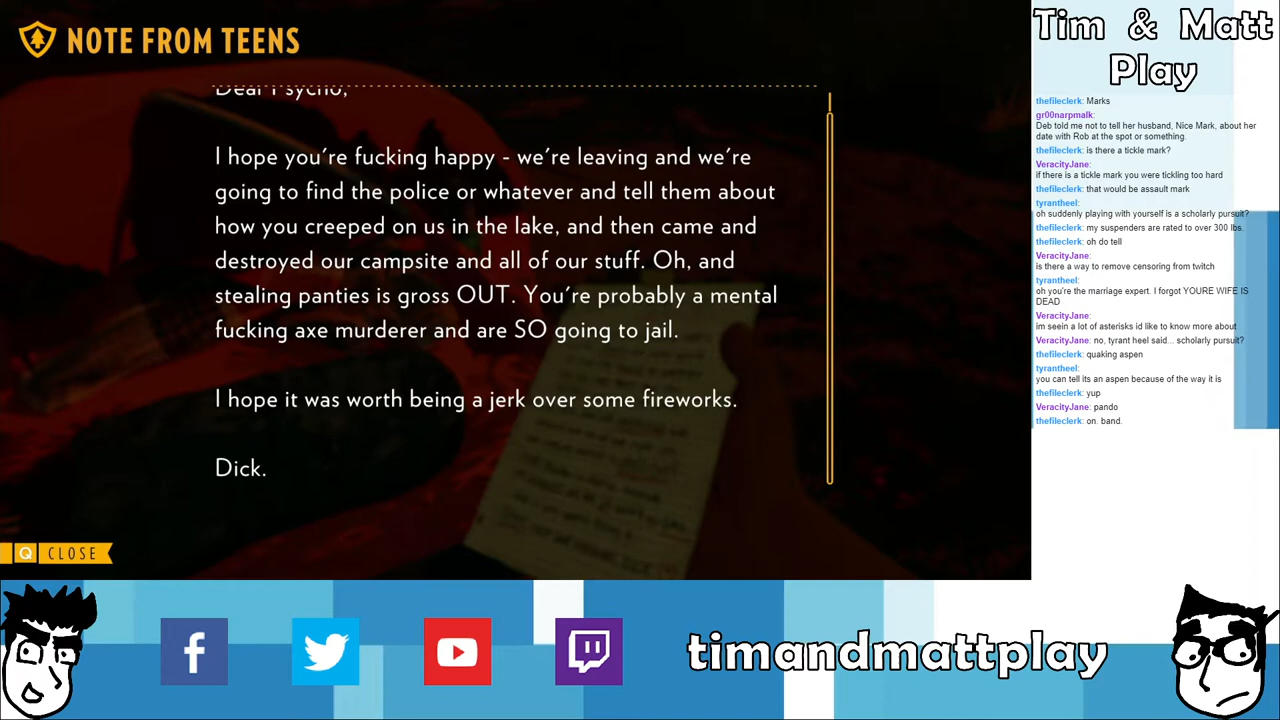 NOTE FROM TEENS
Dear Psycho,
I hope you're fucking happy - we're leaving and we're
going to find the police or whatever and tell them about
how you creeped on us in the lake, and then came and
destroyed our campsite and all of our stuff. Oh, and
stealing panties is gross OUT. You're probably a mental
fucking axe murderer and are SO going to jail.
I hope it was worth being a jerk over some fireworks.
Dick.
Q CLOSE
Tim & Matt
Play
thefileclerk: Marks
gr00narpmalk:
Deb told me not to tell her husband, Nice Mark, about her
date with Rob at the spot or something.
thefileclerk: is there a tickle mark?
VeracityJane:
if there is a tickle mark you were tickling too hard
thefileclerk: that would be assault mark
tyrantheel:
oh suddenly playing with yourself is a scholarly pursuit?
thefileclerk: my suspenders are rated to over 300 lbs.
thefileclerk: oh do tell
VeracityJane:
is there a way to remove censoring from twitch
tyrantheel:
oh you're the marriage expert. I forgot YOURE WIFE IS
DEAD
VeracityJane:
im seein a lot of asterisks id like to know more about
VeracityJane: no, tyrant heel said... scholarly pursuit?
thefileclerk: quaking aspen
tyrantheel:
you can tell its an aspen because of the way it is
thefileclerk: yup
VeracityJane: pando
thefileclerk: on. band.
timandmattplay